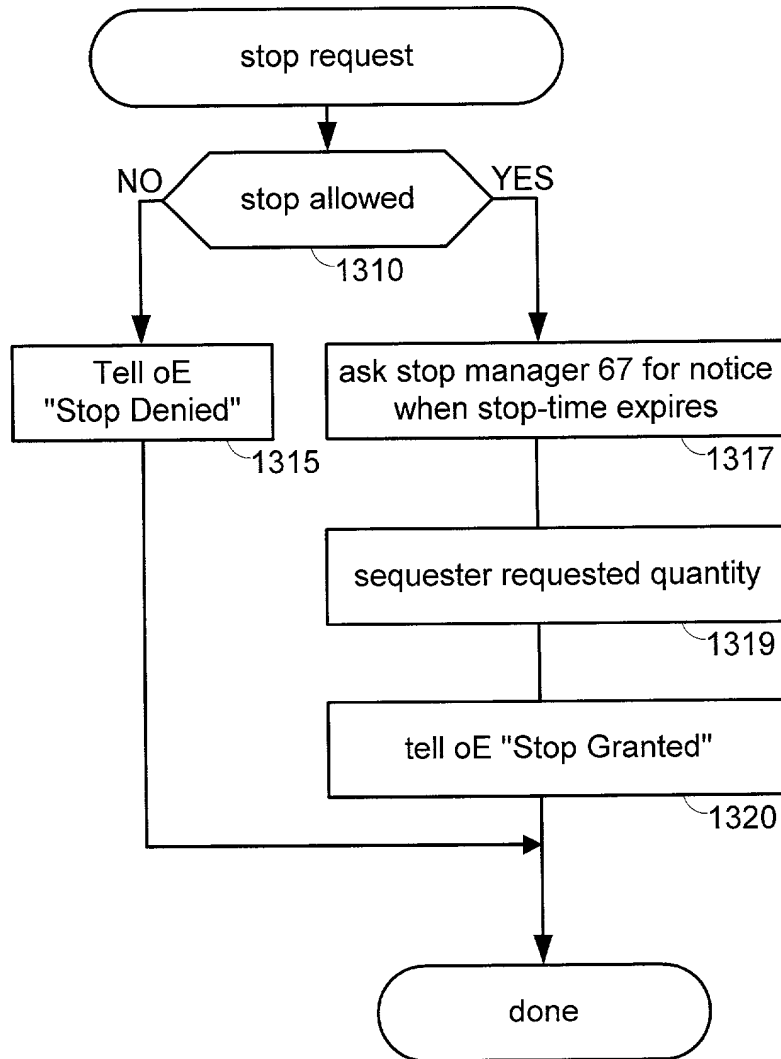 stop request
NO
YES
stop allowed
1310
Tell oE
"Stop Denied"
1315
ask stop manager 67 for notice
when stop-time expires
1317
sequester requested quantity
1319
tell oE "Stop Granted"
1320
done